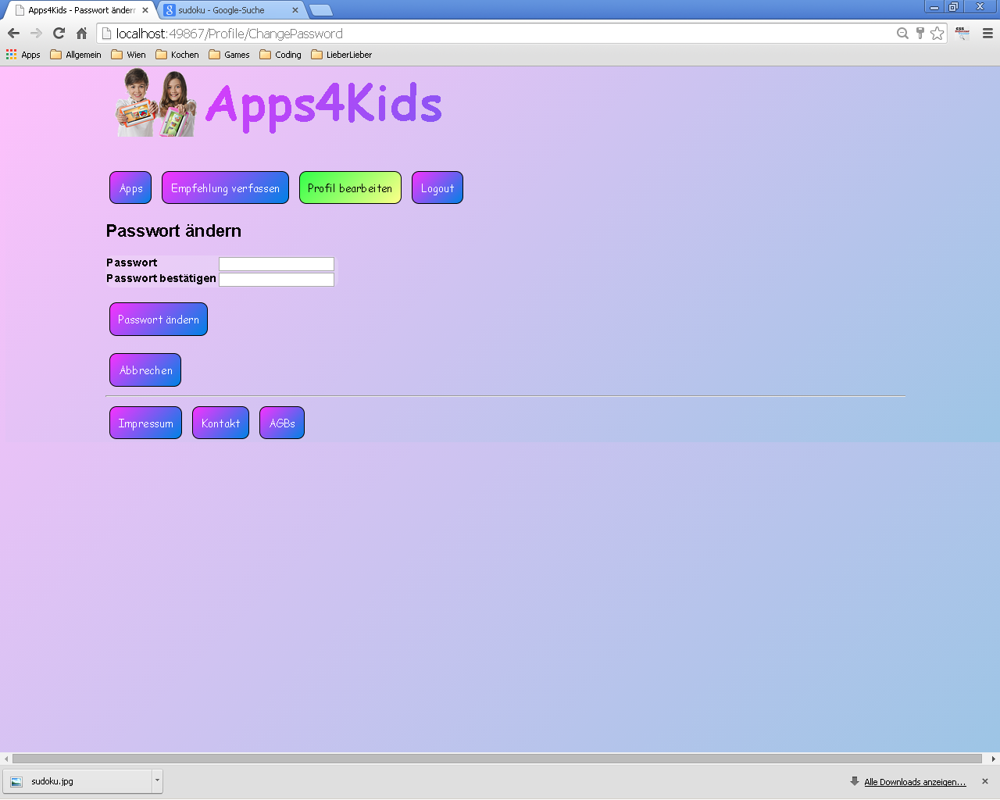 Apps4Kids - Passwort änder
sudoku - Google-Suche
localhost:49867/Profile/ChangePassword
Apps Allgemein Wien Kochen Games Coding LieberLieber
Apps4Kids
Apps Empfehlung verfassen Profil bearbeiten Logout
Passwort ändern
Passwort
Passwort bestätigen
Passwort ändern
Abbrechen
Impressum Kontakt AGBs
sudoku.jpg
Alle Downloads anzeigen...